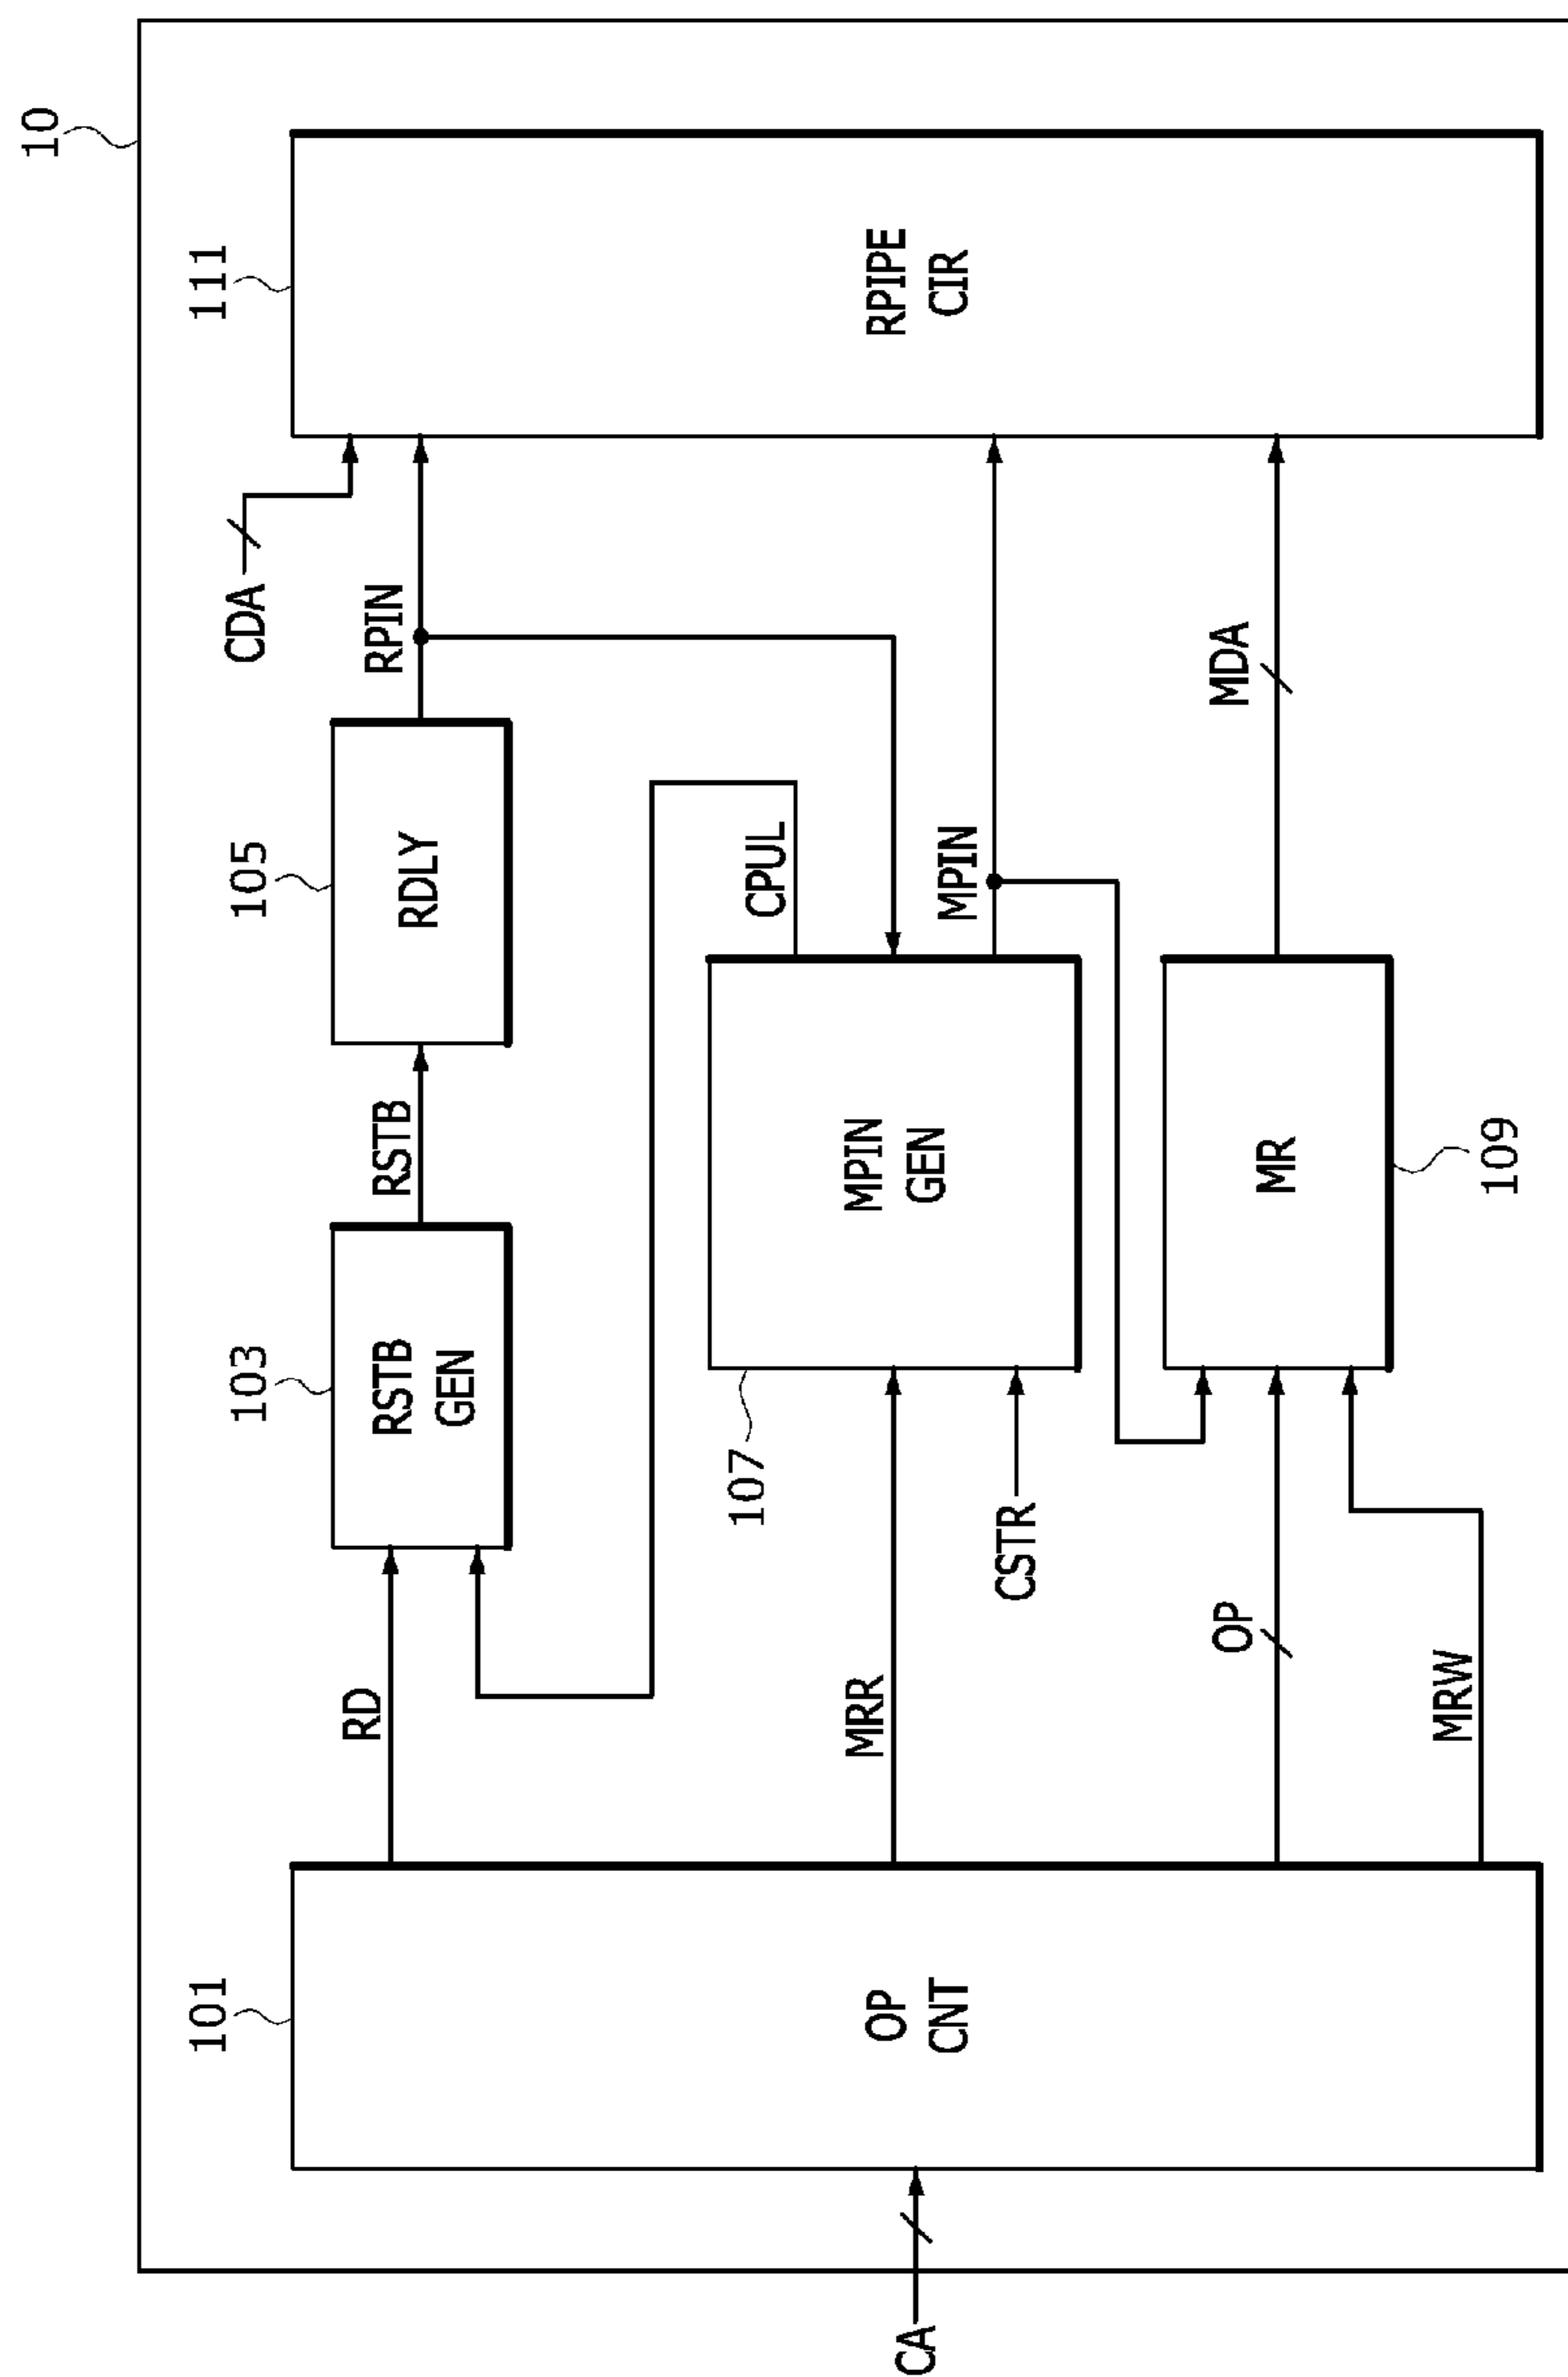 10
101
OP
CNT
CA
RD
103
RSTB
GEN
RSTB
105
RDLY
RPIN
CDA
111
RPIPE
CIR
CPUL
MRR
107
MPIN
GEN
CSTR
MPIN
OP
MRW
MR
109
MDA